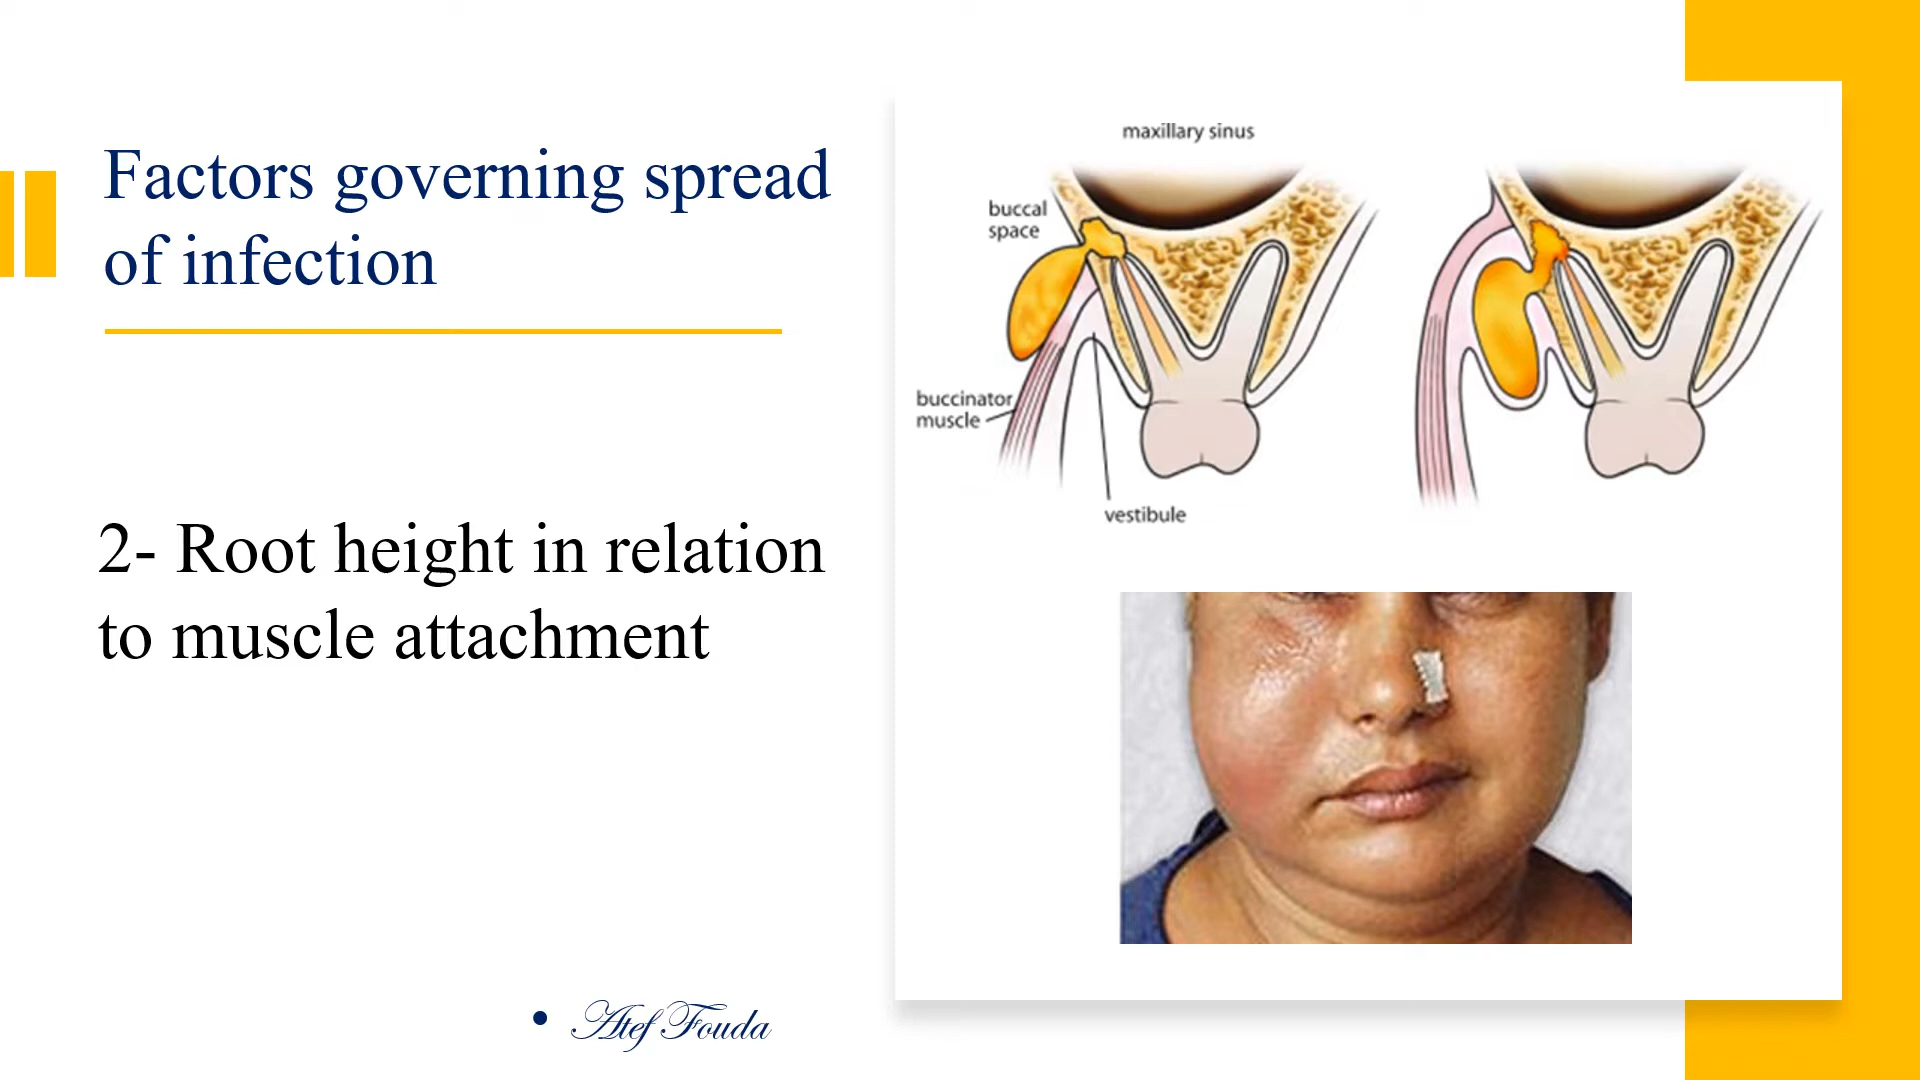 Factors governing spread
of infection
2- Root height in relation
to muscle attachment
• Atef Fouda
maxillary sinus
buccal
space
buccinator
muscle
vestibule